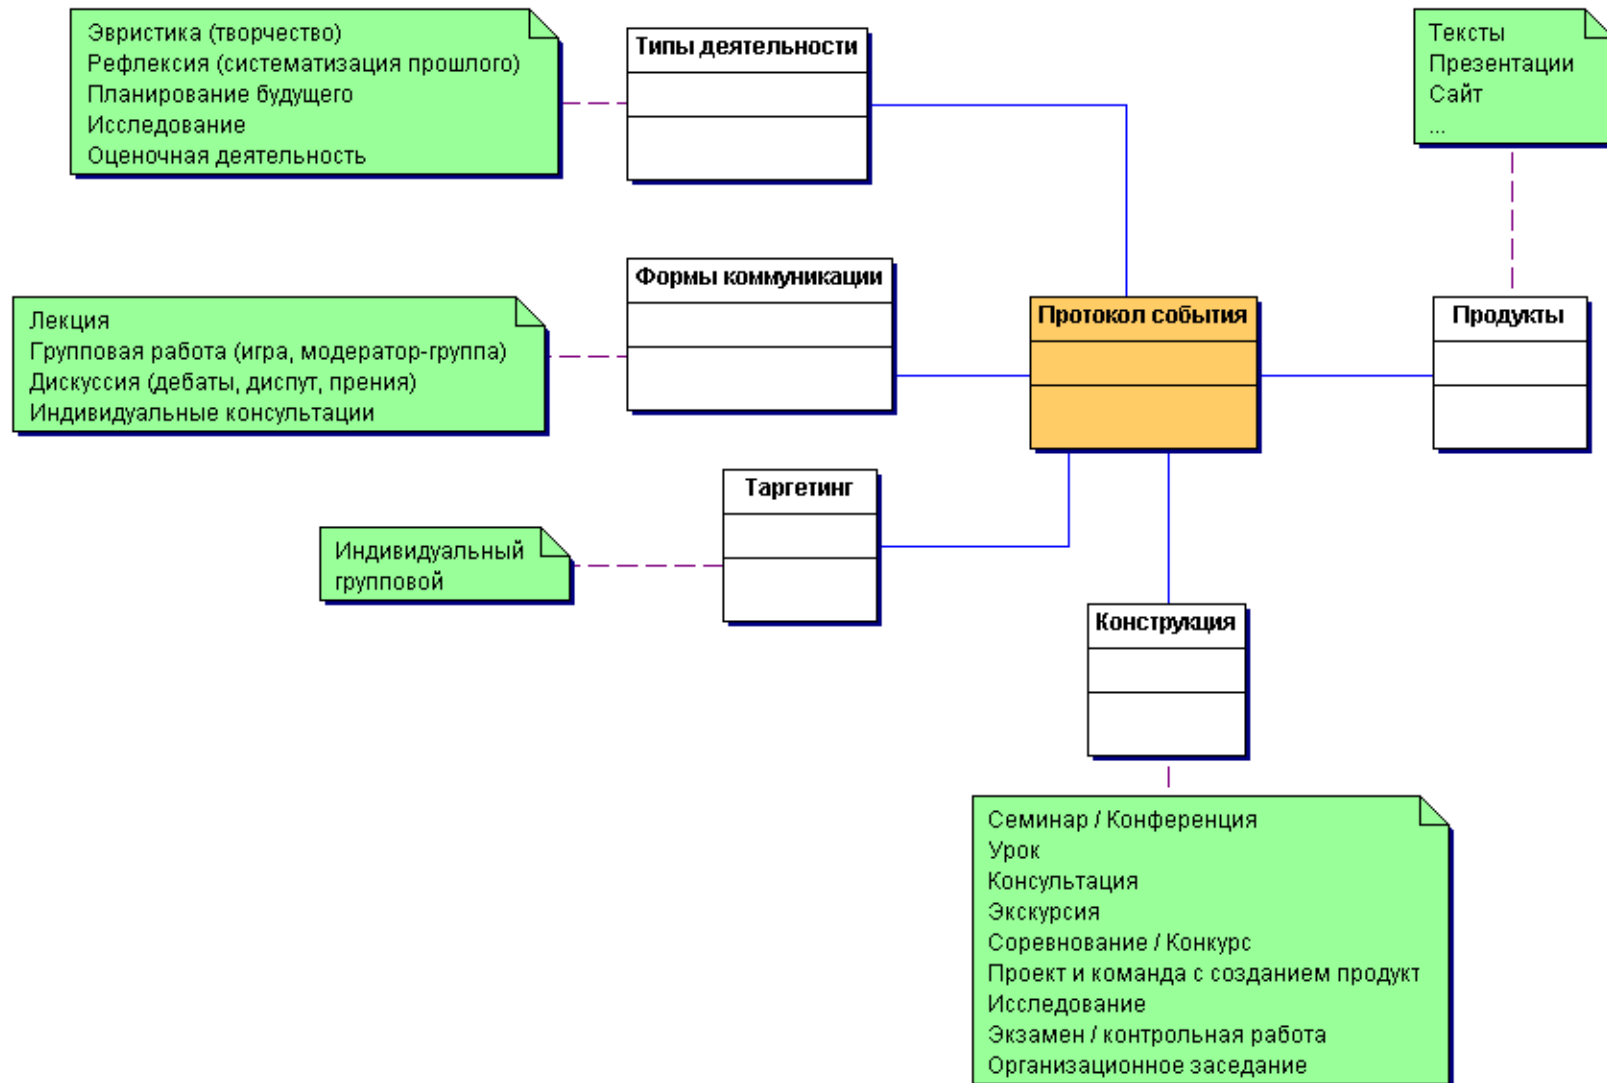 Эвристика (творчество)
Рефлексия (систематизация прошлого)
Планирование будущего
Исследование
Оценочная деятельность
Типы деятельности
Тексты
Презентации
Сайт
...
Формы коммуникации
Лекция
Групповая работа (игра, модератор-группа)
Дискуссия (дебаты, диспут, прения)
Индивидуальные консультации
Протокол события
Продукты
Таргетинг
Индивидуальный
групповой
Конструкция
Семинар / Конференция
Урок
Консультация
Экскурсия
Соревнование / Конкурс
Проект и команда с созданием продукт
Исследование
Экзамен / контрольная работа
Организационное заседание